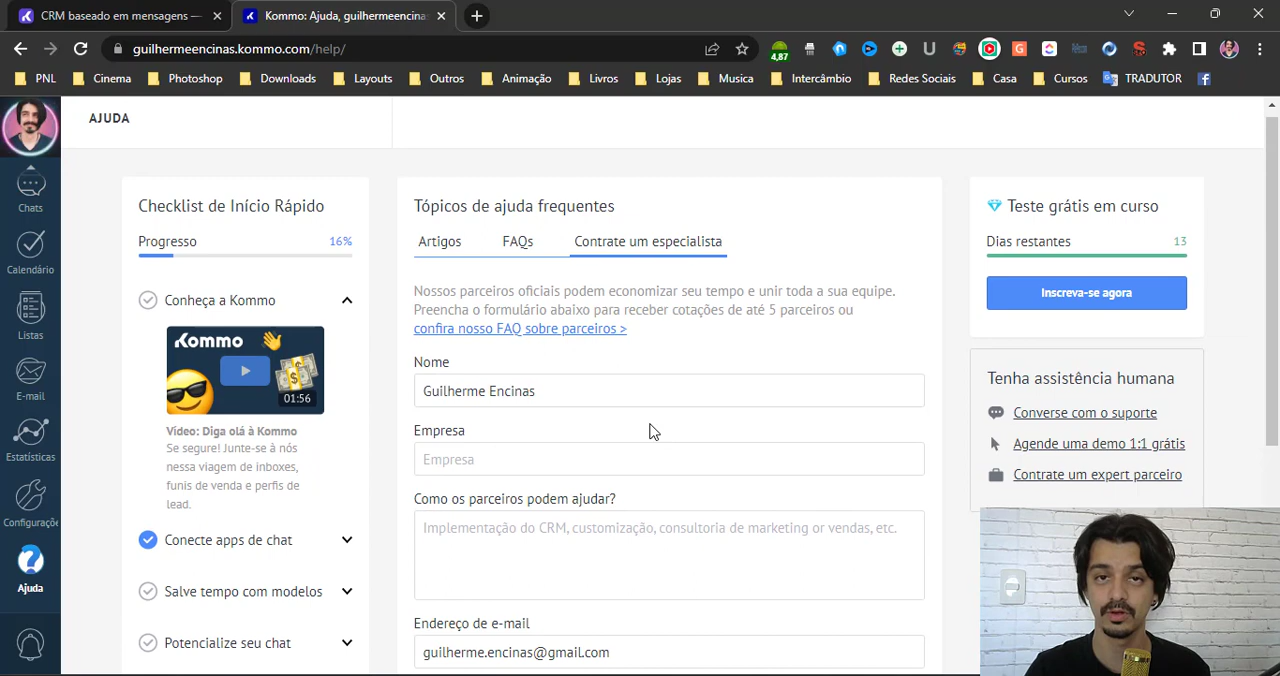 CRM baseado em mensagens —
Kommo: Ajuda, guilhermeencinas
guilhermeencinas.kommo.com/help/
4,87
PNL
Cinema
Photoshop
Downloads
Layouts
Outros
Animação
Livros
Lojas
Musica
Intercâmbio
Redes Sociais
Casa
Cursos
TRADUTOR
AJUDA
Chats
Calendário
Listas
E-mail
Estatísticas
Configuraçõe
Ajuda
Checklist de Início Rápido
Progresso
16%
Conheça a Kommo
Kommo
01:56
Vídeo: Diga olá à Kommo
Se segure! Junte-se à nós
nessa viagem de inboxes,
funis de venda e perfis de
lead.
Conecte apps de chat
Salve tempo com modelos
Potencialize seu chat
Tópicos de ajuda frequentes
Artigos
FAQs
Contrate um especialista
Nossos parceiros oficiais podem economizar seu tempo e unir toda a sua equipe.
Preencha o formulário abaixo para receber cotações de até 5 parceiros ou
confira nosso FAQ sobre parceiros >
Nome
Guilherme Encinas
Empresa
Empresa
Como os parceiros podem ajudar?
Implementação do CRM, customização, consultoria de marketing or vendas, etc.
Endereço de e-mail
guilherme.encinas@gmail.com
Teste grátis em curso
Dias restantes
13
Inscreva-se agora
Tenha assistência humana
Converse com o suporte
Agende uma demo 1:1 grátis
Contrate um expert parceiro